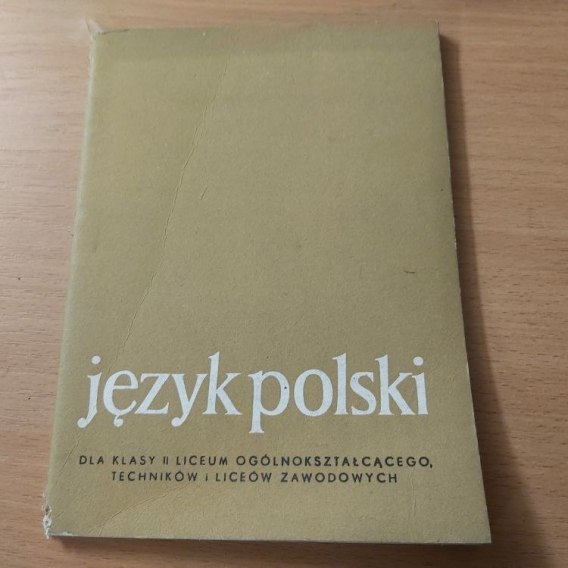 język polski
DLA KLASY II LICEUM OGÓLNOKSZTAŁCĄCEGO,
TECHNIKÓW i LICEÓW ZAWODOWYCH